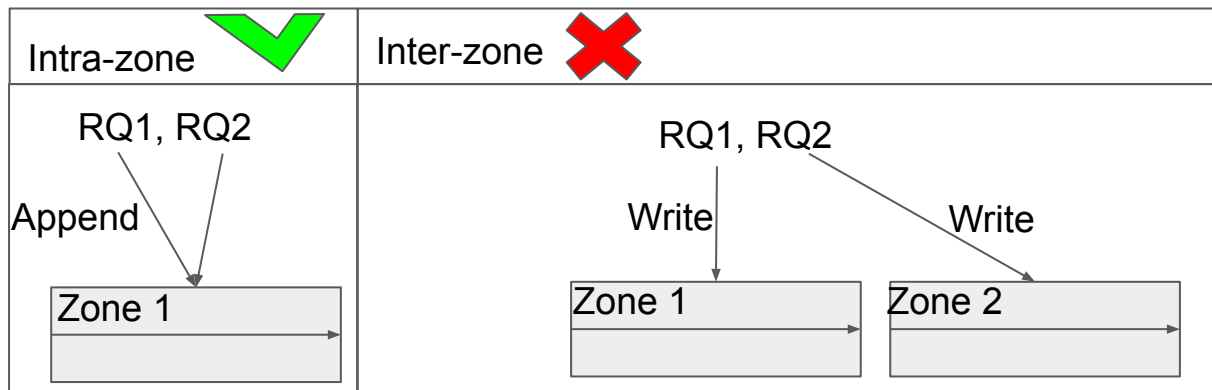 Intra-zone
Inter-zone
RQ1, RQ2
Append
Zone 1
RQ1, RQ2
Write
Write
Zone 1
Zone 2